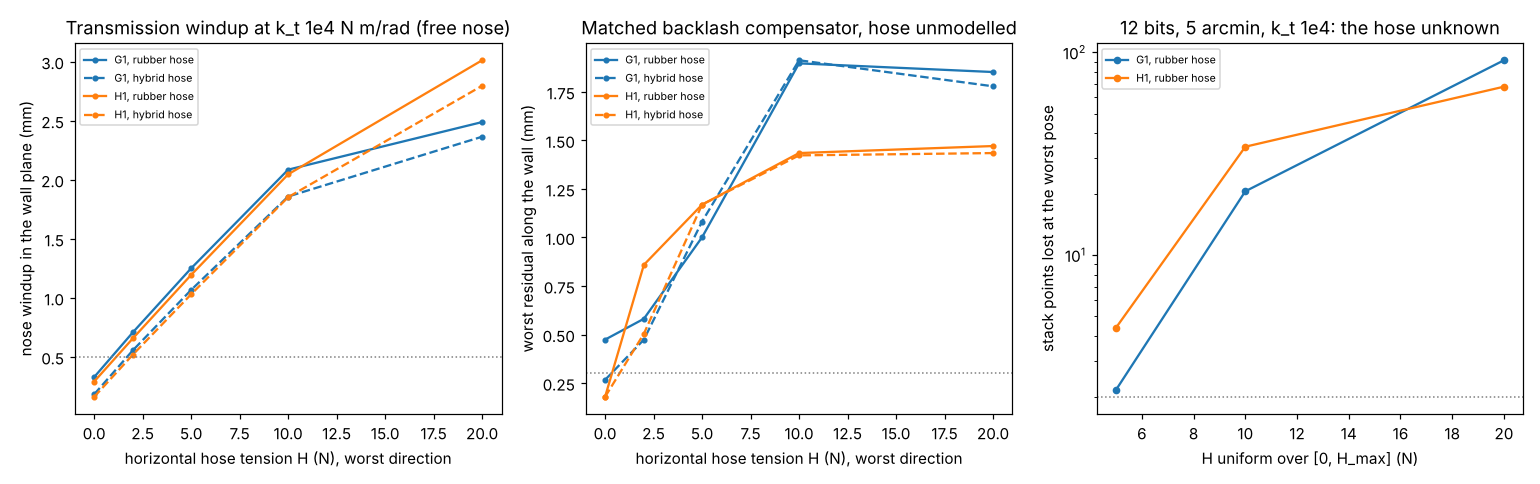 Transmission windup at k_t 1e4 N m/rad (free nose)
nose windup in the wall plane (mm)
3.0
2.5
2.0
1.5
1.0
0.5
G1, rubber hose
G1, hybrid hose
H1, rubber hose
H1, hybrid hose
0.0 2.5 5.0 7.5 10.0 12.5 15.0 17.5 20.0
horizontal hose tension H (N), worst direction
Matched backlash compensator, hose unmodelled
worst residual along the wall (mm)
1.75
1.50
1.25
1.00
0.75
0.50
0.25
G1, rubber hose
G1, hybrid hose
H1, rubber hose
H1, hybrid hose
0.0 2.5 5.0 7.5 10.0 12.5 15.0 17.5 20.0
horizontal hose tension H (N), worst direction
12 bits, 5 arcmin, k_t 1e4: the hose unknown
stack points lost at the worst pose
10²
10¹
G1, rubber hose
H1, rubber hose
6 8 10 12 14 16 18 20
H uniform over [0, H_max] (N)